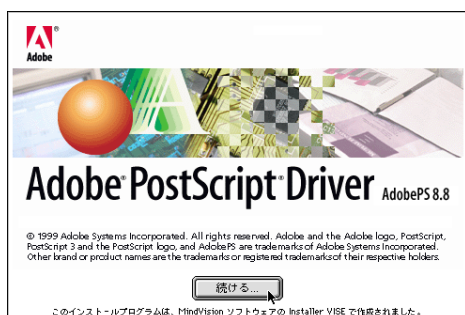 Adobe
Adobe® PostScript® Driver AdobePS 8.8
© 1999 Adobe Systems Incorporated. All rights reserved. Adobe and the Adobe logo, PostScript,
PostScript 3 and the PostScript logo, and AdobePS are trademarks of Adobe Systems Incorporated.
Other brand or product names are the trademarks or registered trademarks of their respective holders.
続ける...
このインストールプログラムは、MindVision ソフトウェアの Installer VISE で作成されました。